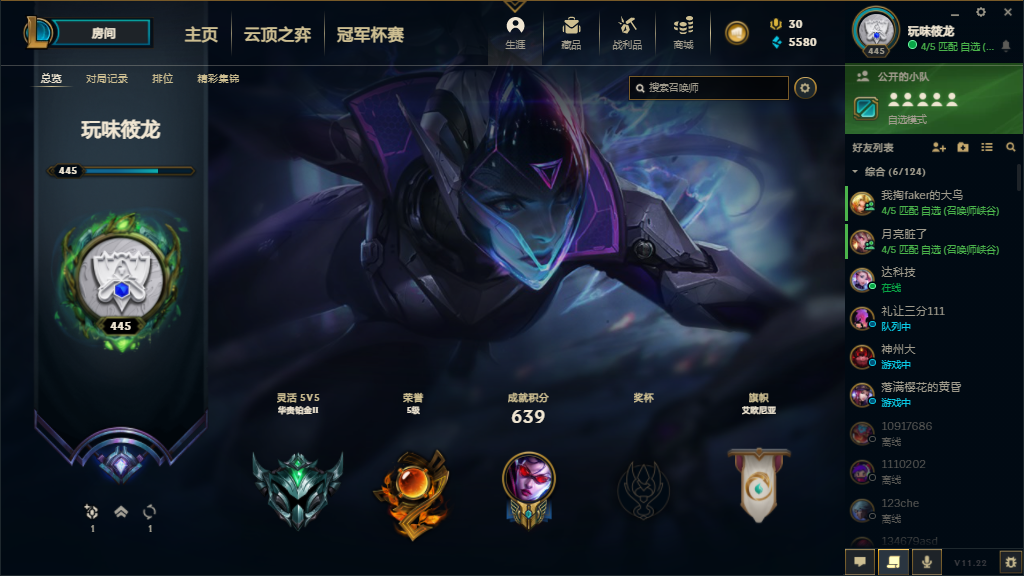 房间
主页
云顶之弈
冠军杯赛
生涯
藏品
战利品
商城
30
5580
玩味筱龙
445
4/5 匹配 自选 (...
总览
对局记录
排位
精彩集锦
搜索召唤师
公开的小队
自选模式
玩味筱龙
445
445
好友列表
综合 (6/124)
我掏faker的大鸟
4/5 匹配 自选 (召唤师峡谷)
月亮脏了
4/5 匹配 自选 (召唤师峡谷)
达科技
在线
礼让三分111
队列中
神州大
游戏中
落满樱花的黄昏
游戏中
10917686
离线
1110202
离线
123che
离线
134679asd
灵活 5V5
华贵铂金II
荣誉
5级
成就积分
639
奖杯
旗帜
艾欧尼亚
1
1
V11.22